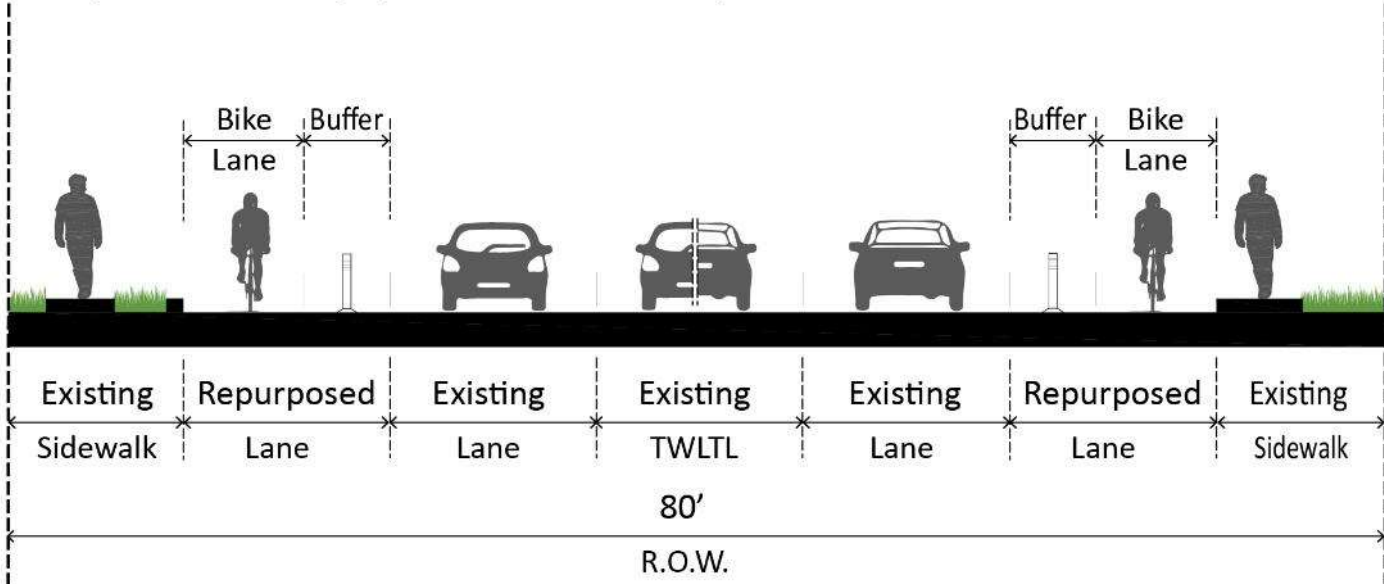 Bike Buffer
Lane
Buffer Bike
Lane
Existing Repurposed Existing Existing Existing Repurposed Existing
Sidewalk Lane Lane TWLTL Lane Lane Sidewalk
80’
R.O.W.